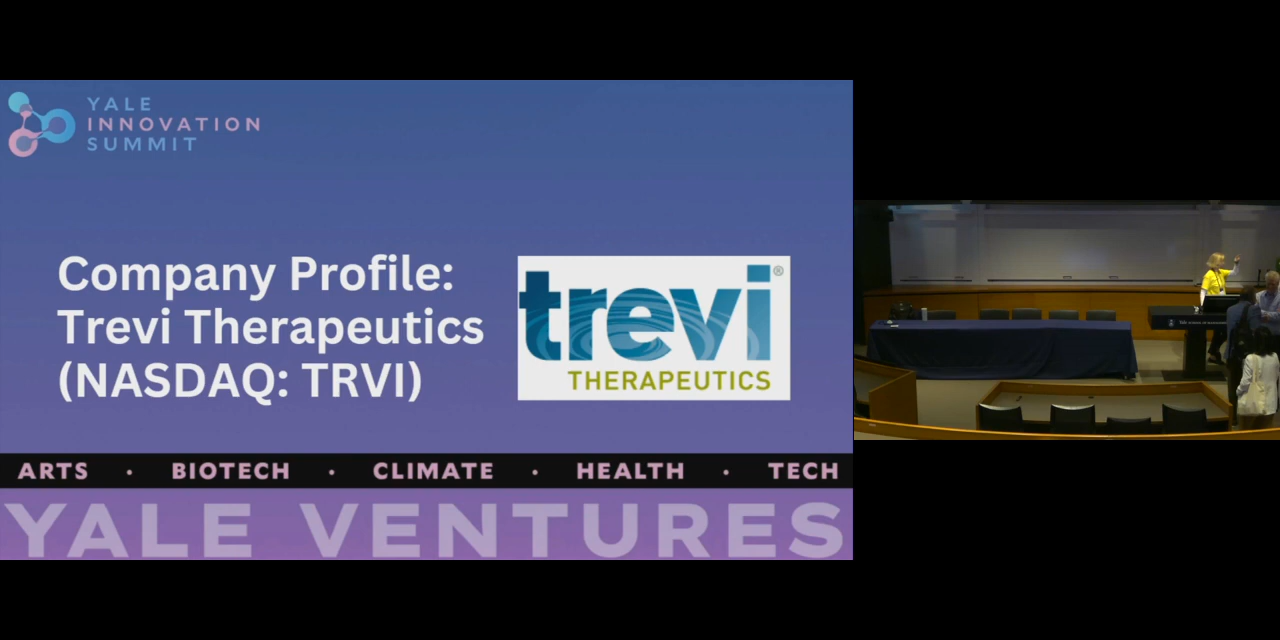 YALE
INNOVATION
SUMMIT
Company Profile:
Trevi Therapeutics
(NASDAQ: TRVI)
trevi®
THERAPEUTICS
ARTS · BIOTECH · CLIMATE · HEALTH · TECH
YALE VENTURES